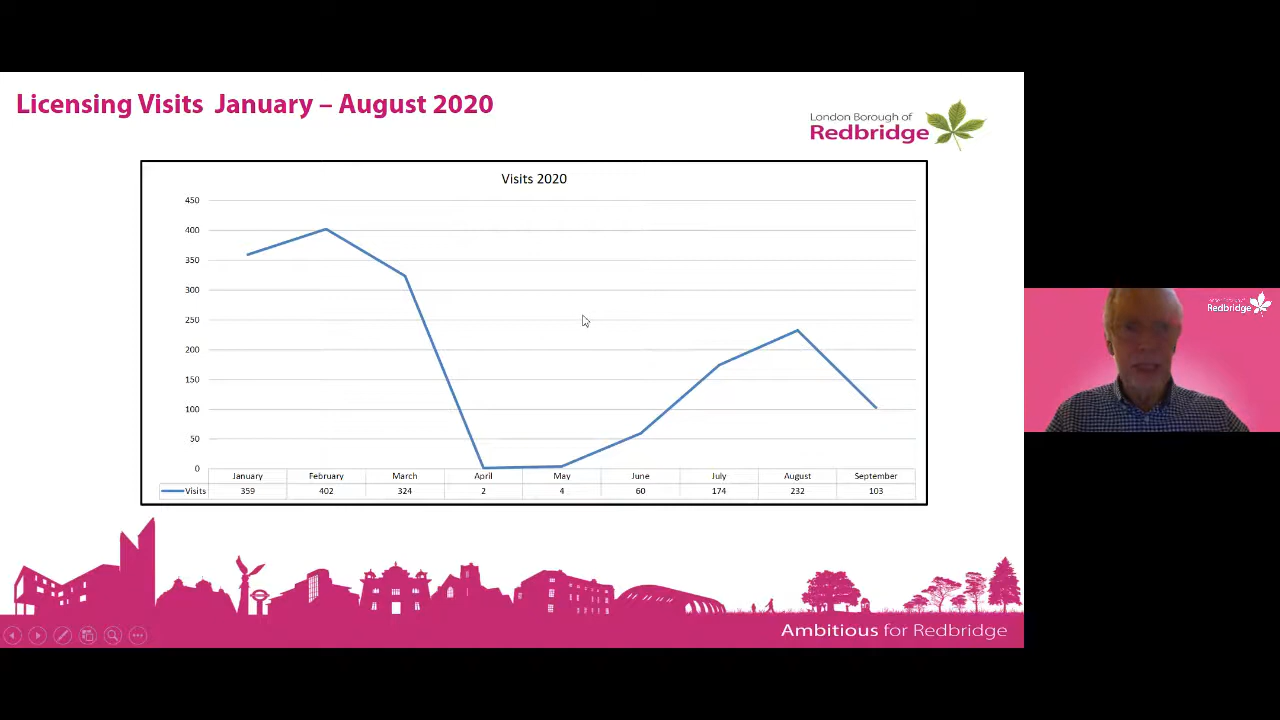 Licensing Visits January – August 2020
London Borough of
Redbridge
Visits 2020
450
400
350
300
250
200
150
100
50
0
January February March April May June July August September
Visits 359 402 324 2 4 60 174 232 103
Ambitious for Redbridge
Redbridge